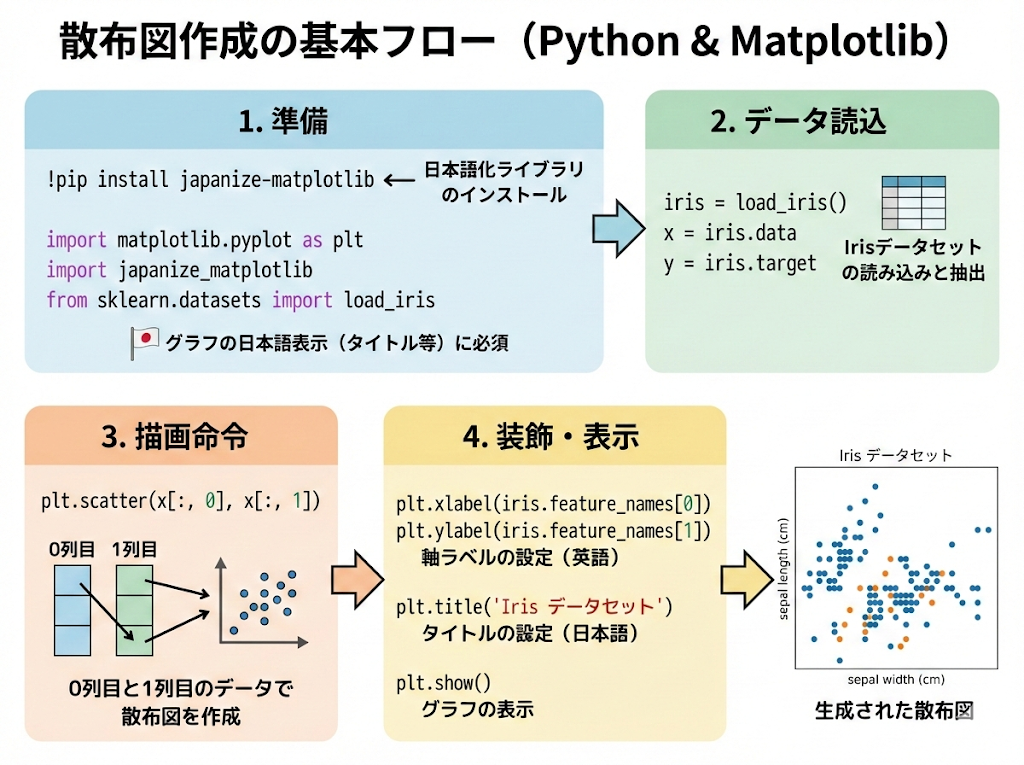 散布図作成の基本フロー（Python & Matplotlib）
1. 準備
!pip install japanize-matplotlib
日本語化ライブラリ
のインストール
import matplotlib.pyplot as plt
import japanize_matplotlib
from sklearn.datasets import load_iris
グラフの日本語表示（タイトル等）に必須
2. データ読込
iris = load_iris()
x = iris.data
y = iris.target
Irisデータセット
の読み込みと抽出
3. 描画命令
plt.scatter(x[:, 0], x[:, 1])
0列目 1列目
0列目と1列目のデータで
散布図を作成
4. 装飾・表示
plt.xlabel(iris.feature_names[0])
plt.ylabel(iris.feature_names[1])
軸ラベルの設定（英語）
plt.title('Iris データセット')
タイトルの設定（日本語）
plt.show()
グラフの表示
Iris データセット
sepal length (cm)
sepal width (cm)
生成された散布図